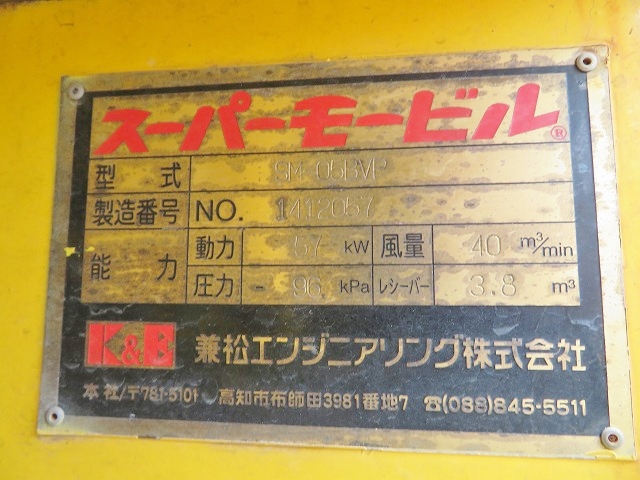 スーパーモービル®
型式 SM-05BVP
製造番号 NO. 1412057
能力 動力 57 kW 風量 40 m³/min
圧力 - 96 kPa レシーバー 3.8 m³
K&E 兼松エンジニアリング株式会社
本社/〒781-5101 高知市布師田3981番地7 ☎(088)845-5511